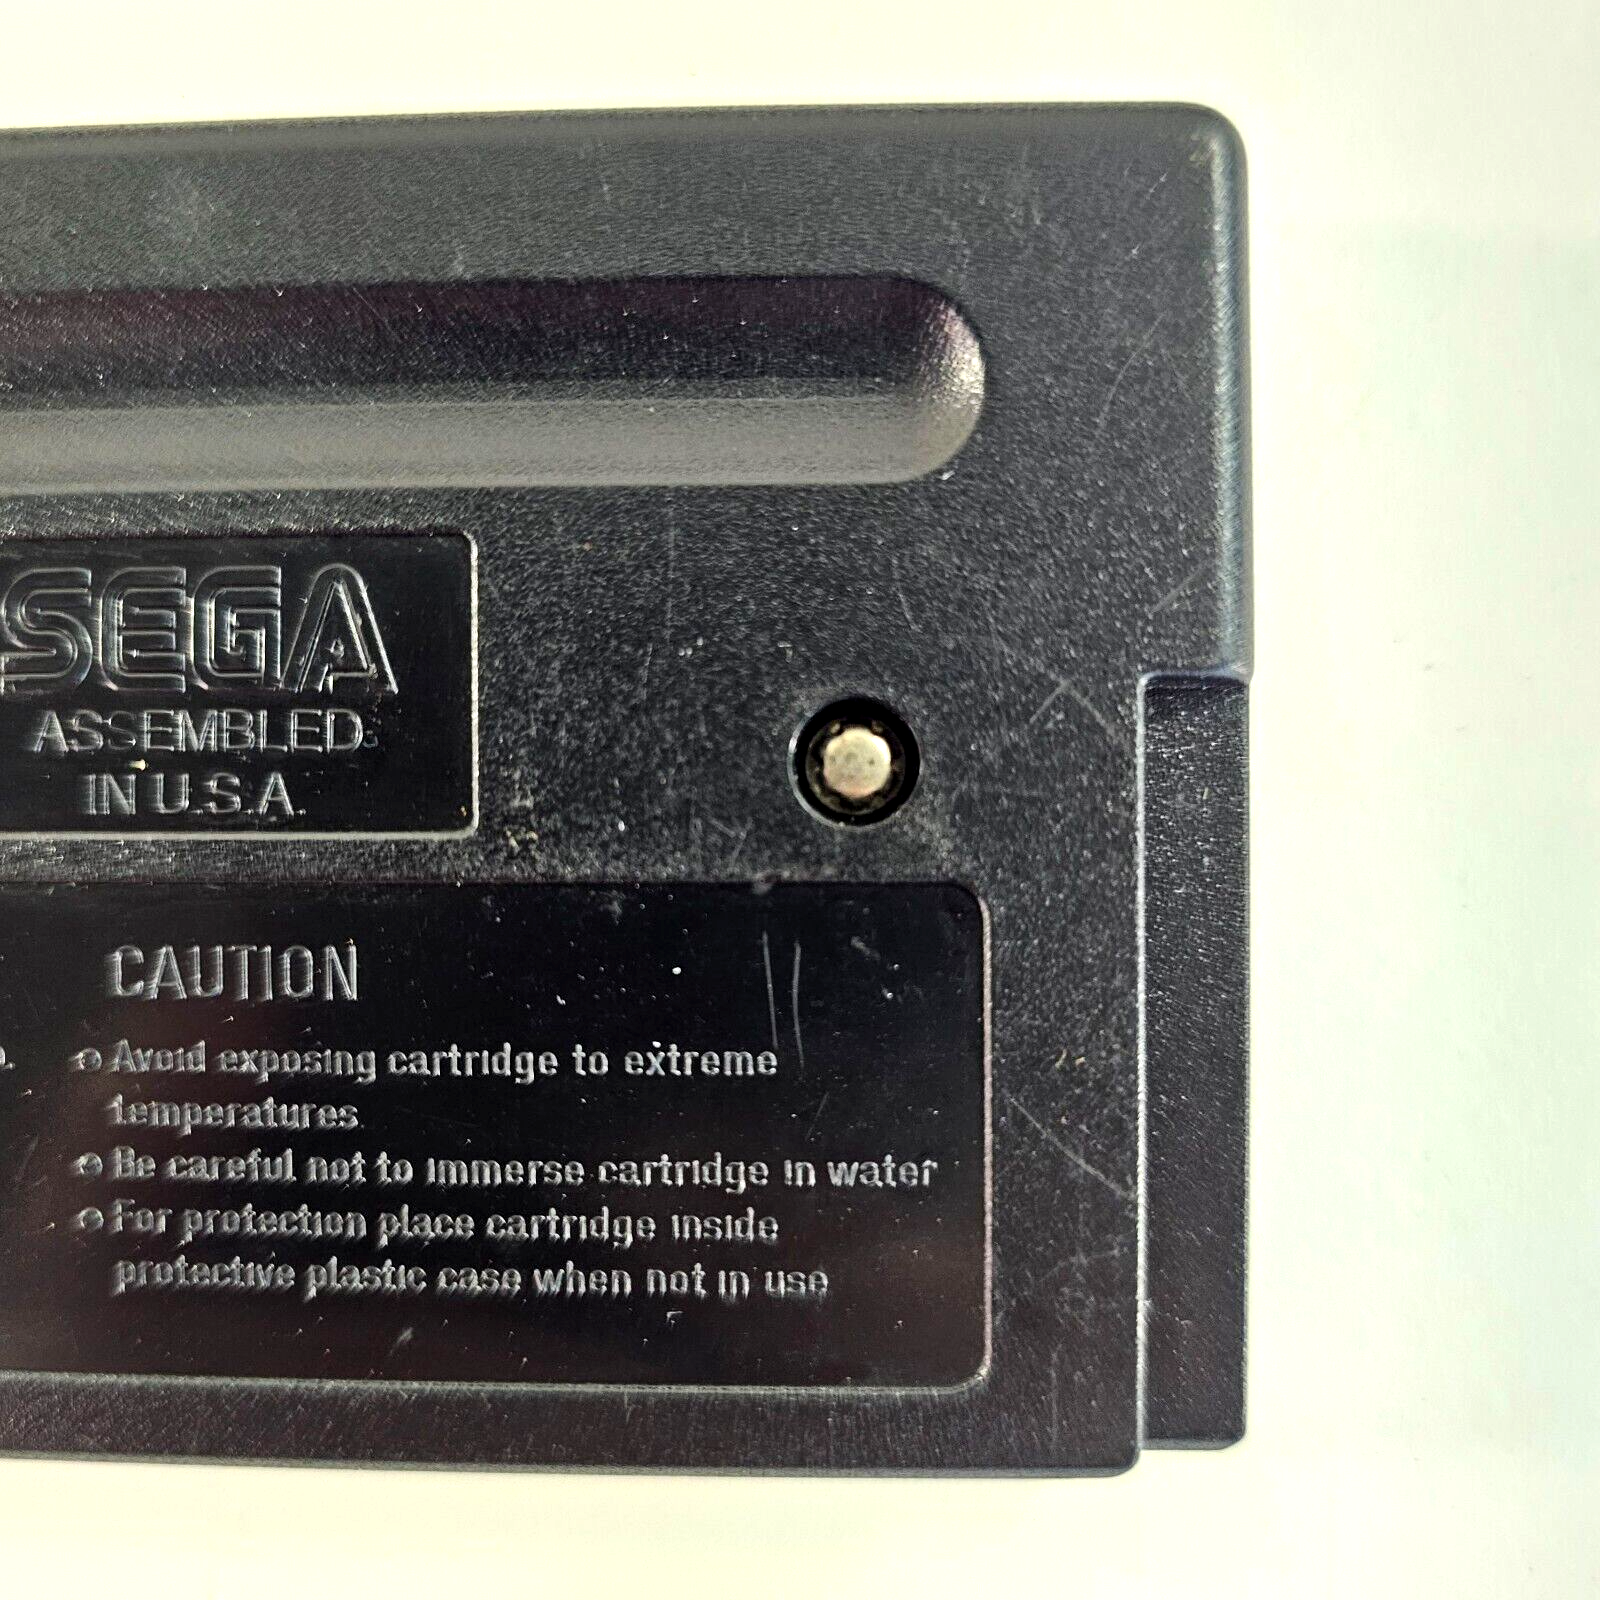 SEGA
ASSEMBLED
IN U.S.A.
CAUTION
• Avoid exposing cartridge to extreme
temperatures
• Be careful not to immerse cartridge in water
• For protection place cartridge inside
protective plastic case when not in use